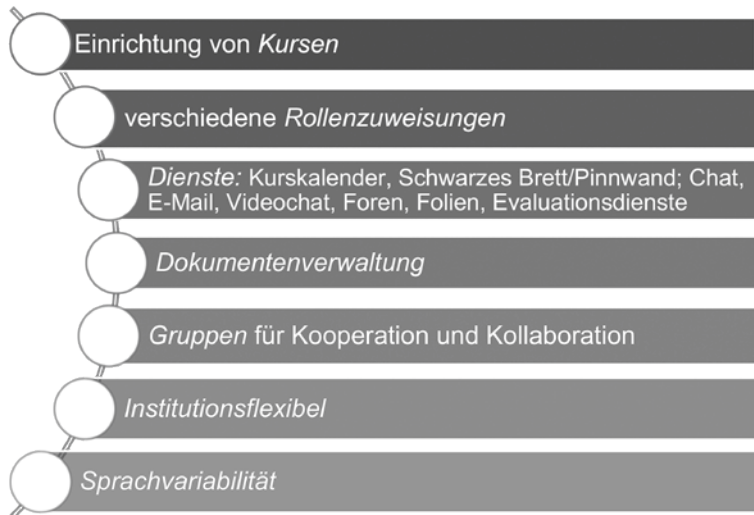 Einrichtung von Kursen
verschiedene Rollenzuweisungen
Dienste: Kurskalender, Schwarzes Brett/Pinnwand; Chat,
E-Mail, Videochat, Foren, Folien, Evaluationsdienste
Dokumentenverwaltung
Gruppen für Kooperation und Kollaboration
Institutionsflexibel
Sprachvariabilität